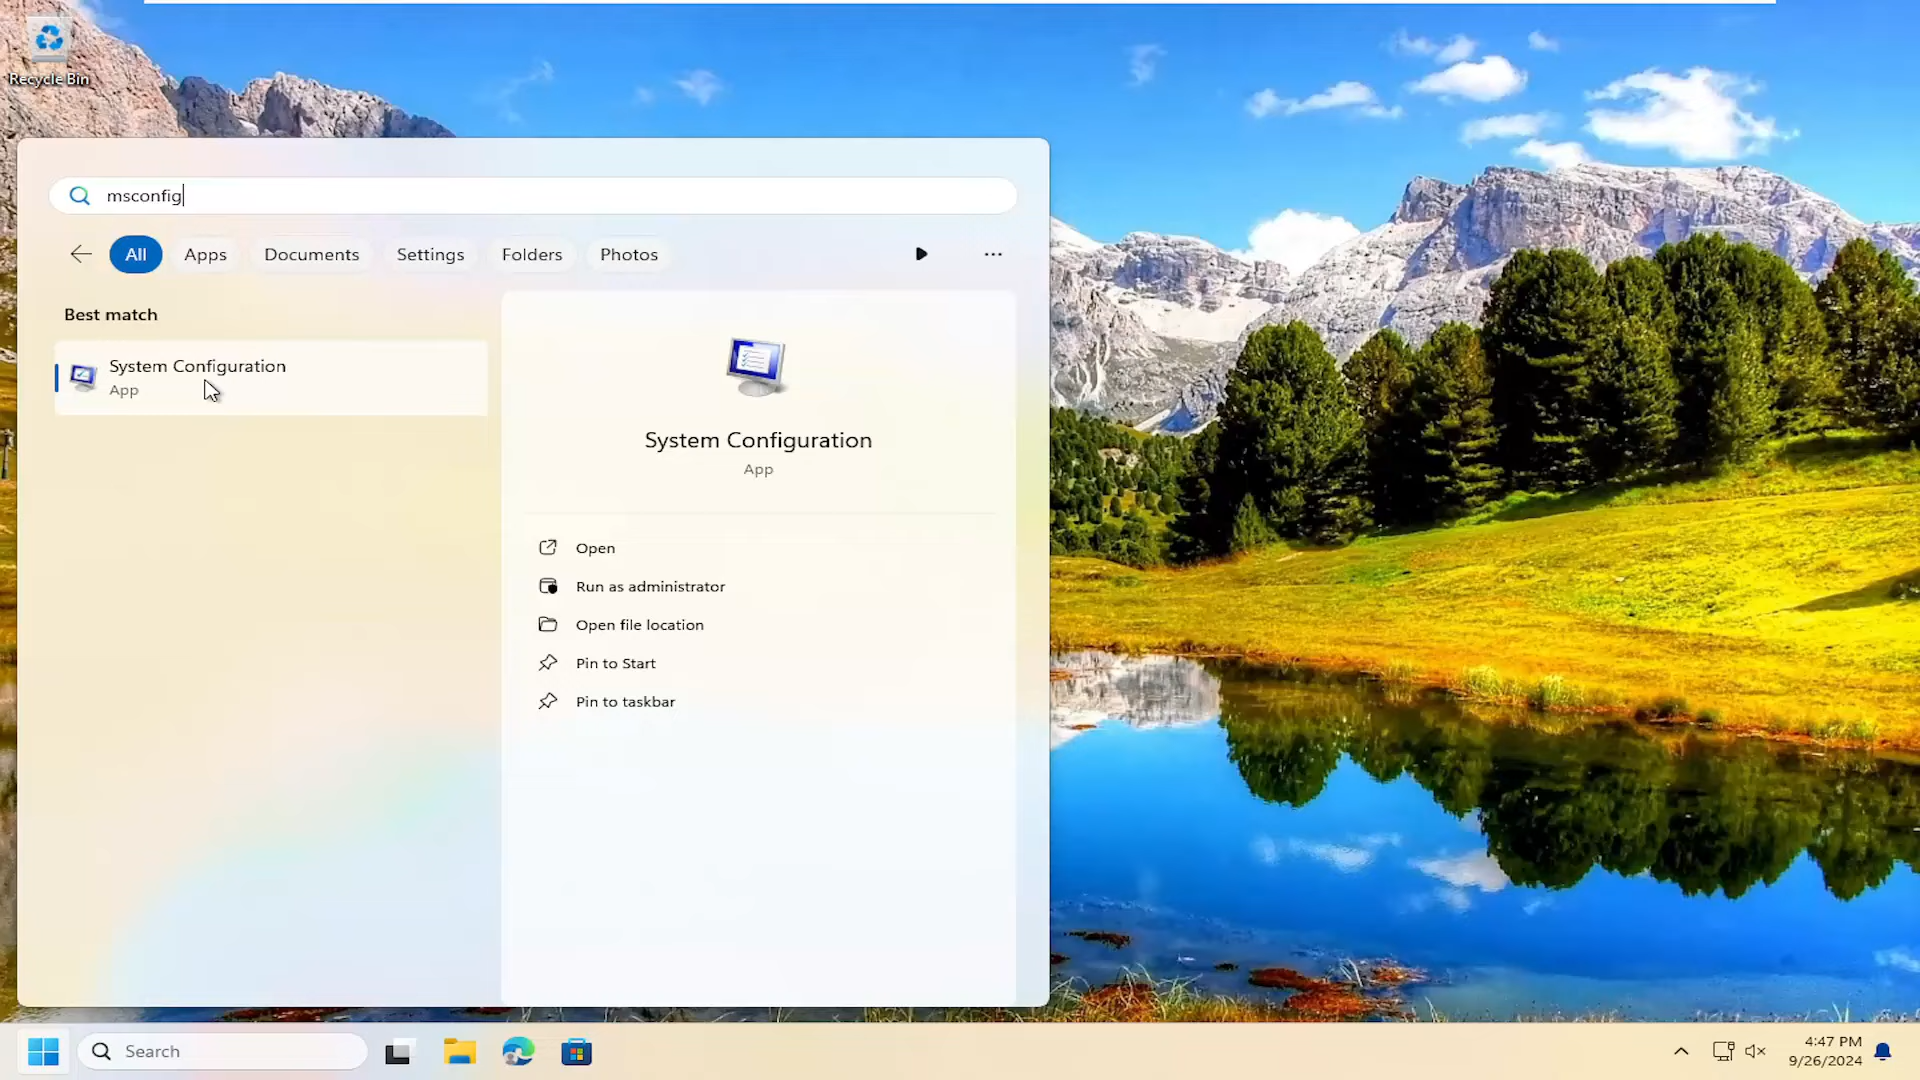 Recycle Bin
msconfig
All Apps Documents Settings Folders Photos
Best match
System Configuration
App
System Configuration
App
Open
Run as administrator
Open file location
Pin to Start
Pin to taskbar
Search
4:47 PM
9/26/2024